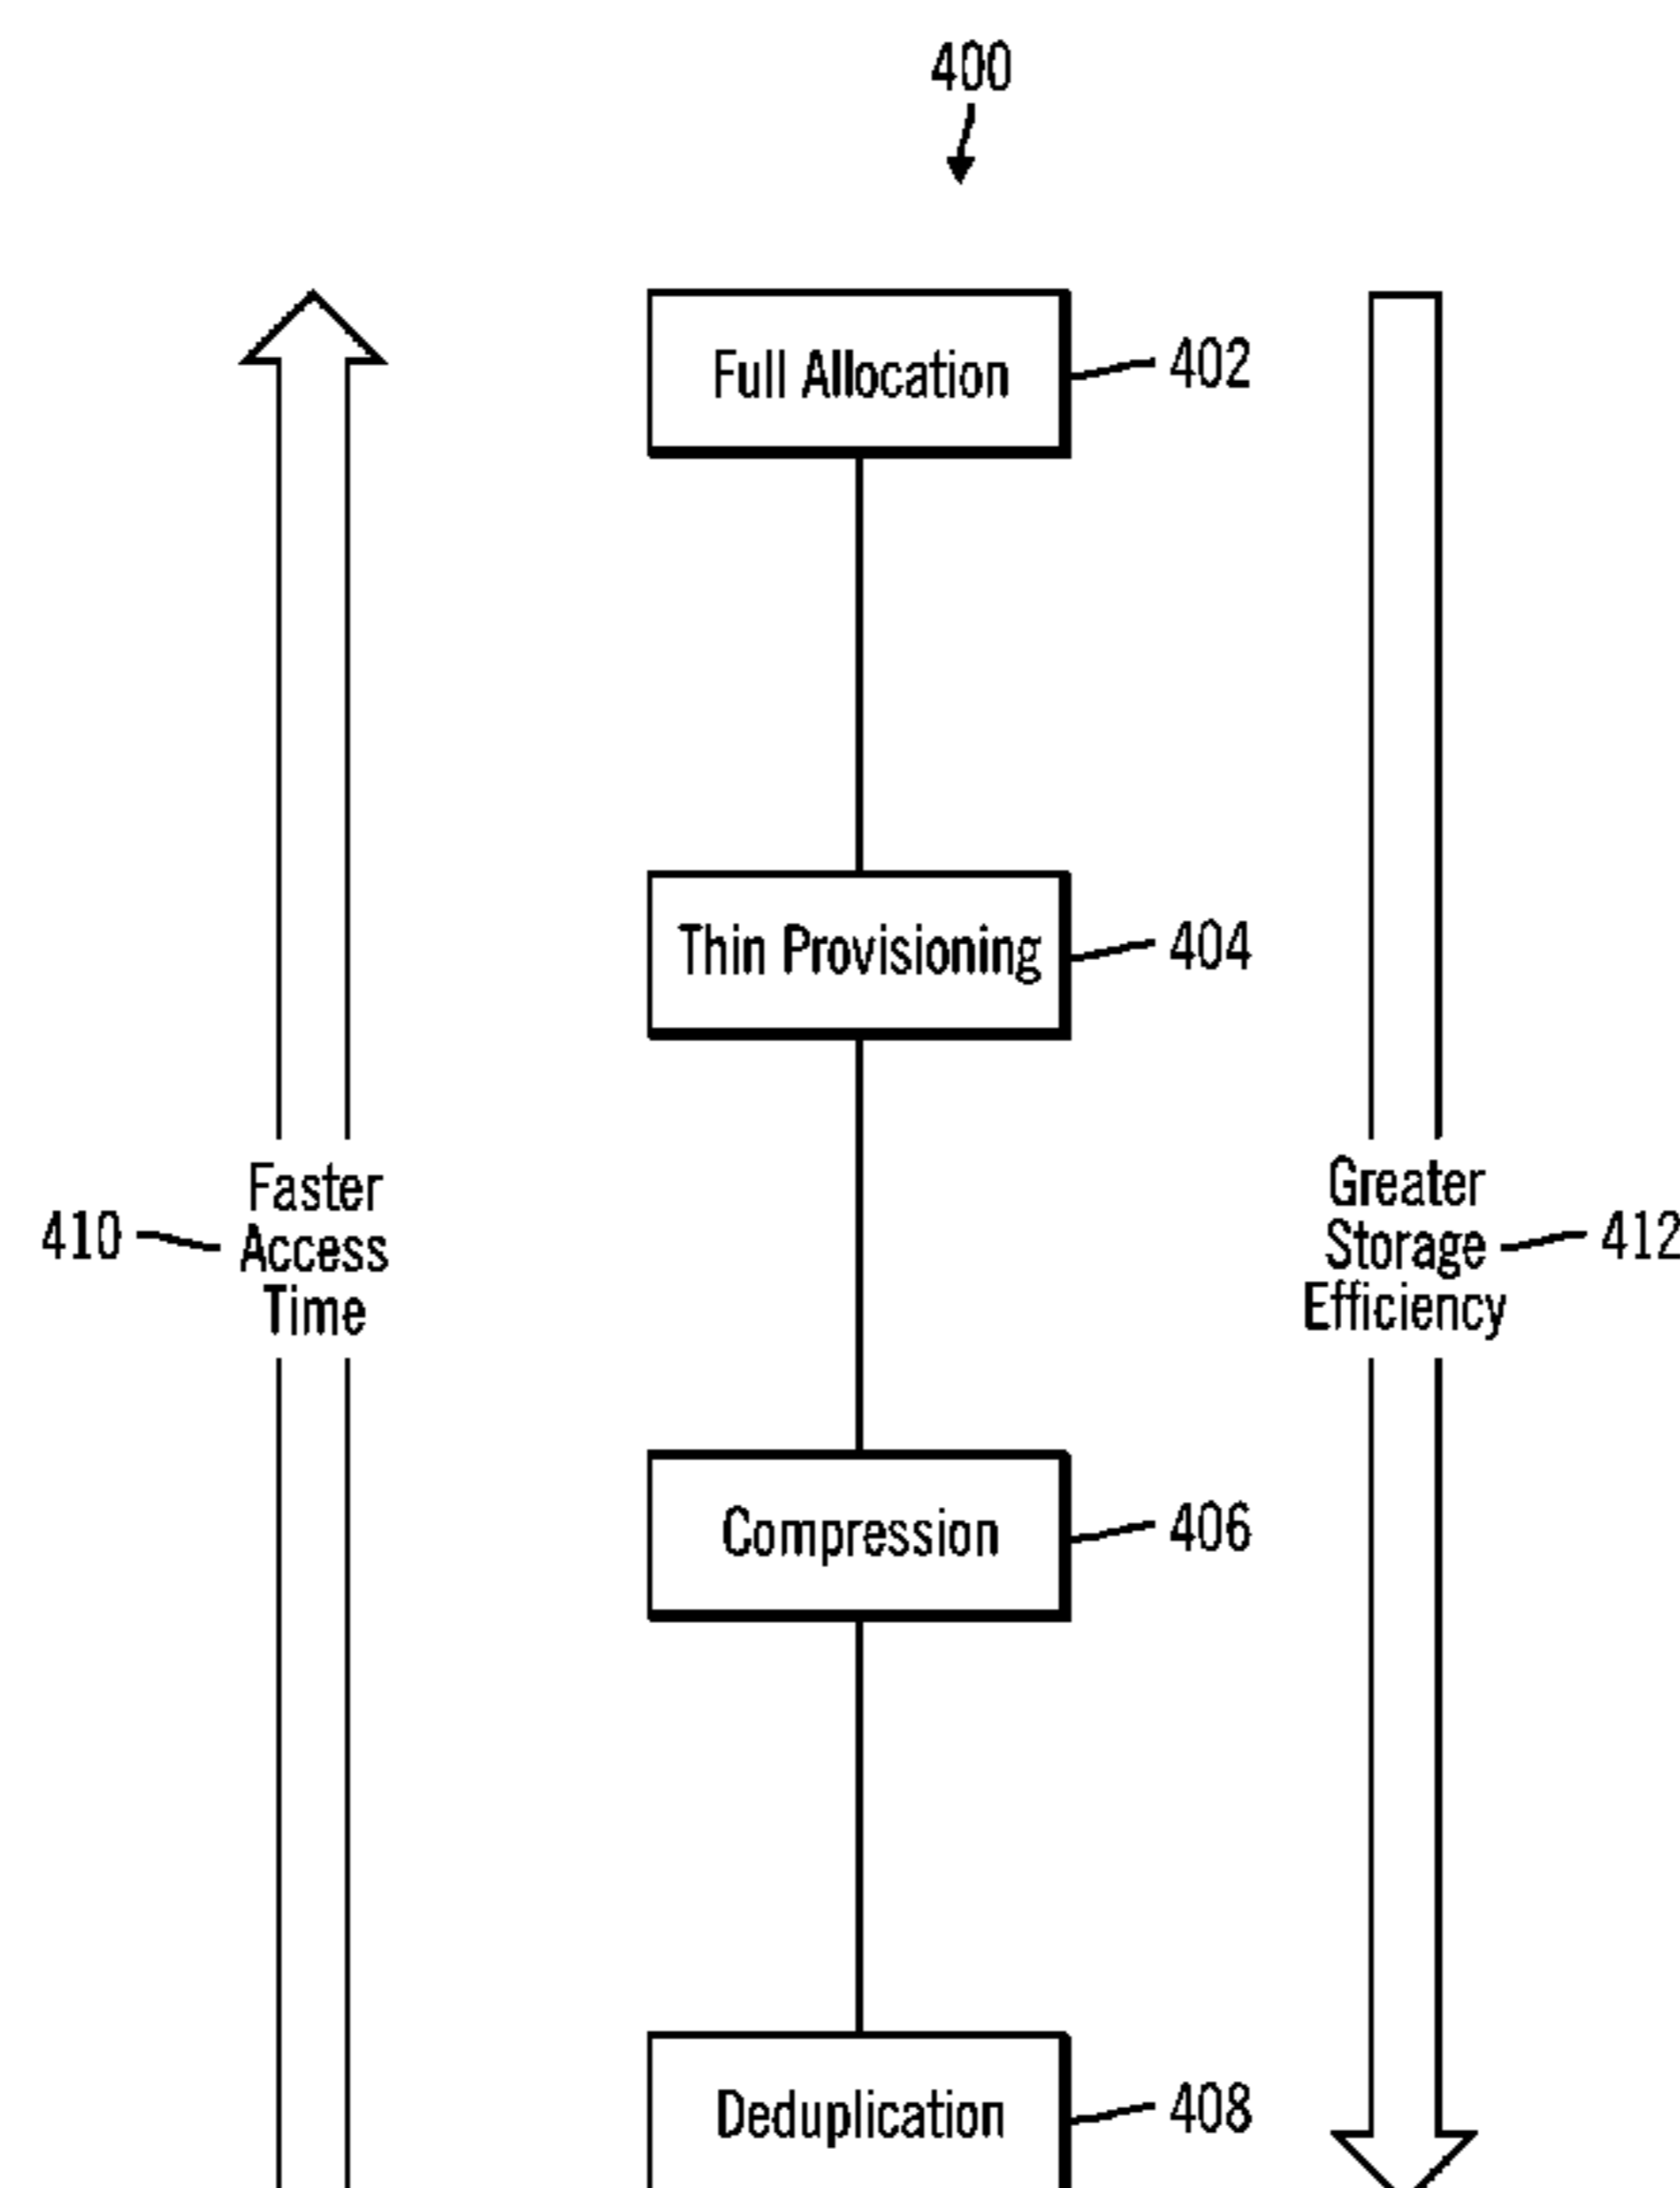 400
Full Allocation
402
Thin Provisioning
404
Faster
Access
Time
410
Greater
Storage
Efficiency
412
Compression
406
Deduplication
408